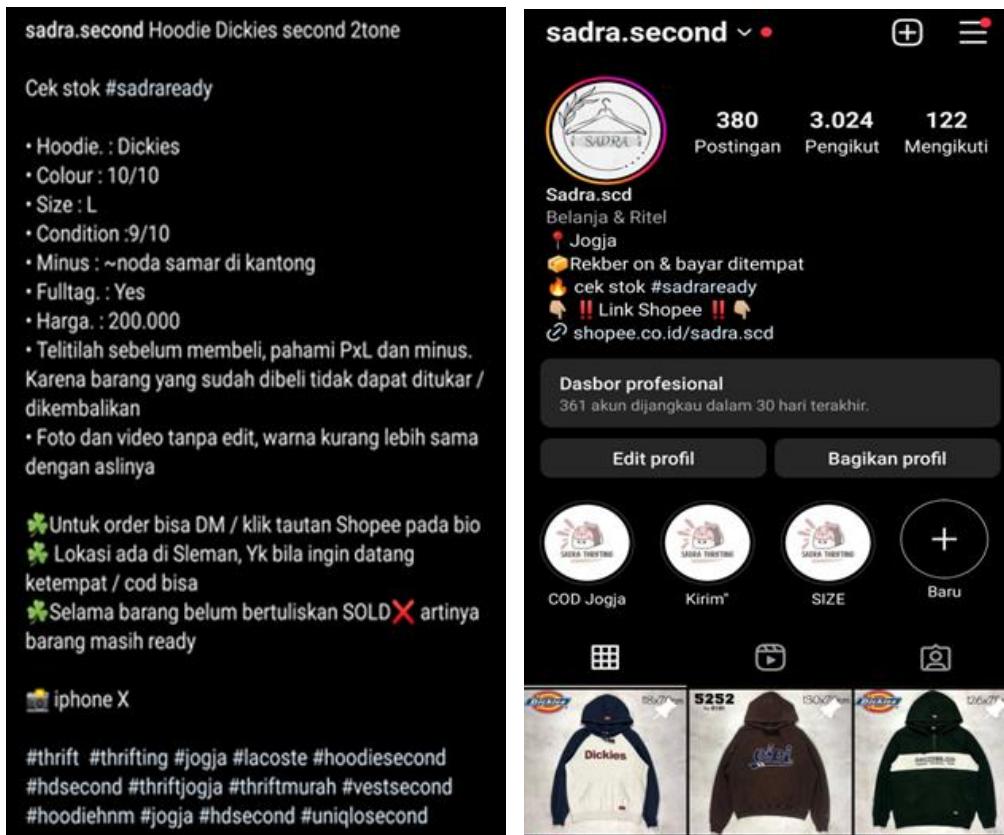 sadra.second Hoodie Dickies second 2tone
Cek stok #sadraready
• Hoodie. : Dickies
• Colour : 10/10
• Size : L
• Condition :9/10
• Minus : ~noda samar di kantong
• Fulltag. : Yes
• Harga. : 200.000
• Telitilah sebelum membeli, pahami PxL dan minus.
Karena barang yang sudah dibeli tidak dapat ditukar /
dikembalikan
• Foto dan video tanpa edit, warna kurang lebih sama
dengan aslinya
☘️Untuk order bisa DM / klik tautan Shopee pada bio
☘️ Lokasi ada di Sleman, Yk bila ingin datang
ketempat / cod bisa
☘️Selama barang belum bertuliskan SOLD❌ artinya
barang masih ready
📸 iphone X
#thrift #thrifting #jogja #lacoste #hoodiesecond
#hdsecond #thriftjogja #thriftmurah #vestsecond
#hoodiehnm #jogja #hdsecond #uniqlosecond
sadra.second
SADRA
380 3.024 122
Postingan Pengikut Mengikuti
Sadra.scd
Belanja & Ritel
📍 Jogja
📦Rekber on & bayar ditempat
🔥 cek stok #sadraready
👇🏼 ‼️ Link Shopee ‼️ 👇🏼
shopee.co.id/sadra.scd
Dasbor profesional
361 akun dijangkau dalam 30 hari terakhir.
Edit profil Bagikan profil
SADRA THRIFTING SADRA THRIFTING SADRA THRIFTING
COD Jogja Kirim" SIZE Baru
Dickies 5252 Dickies
Dickies